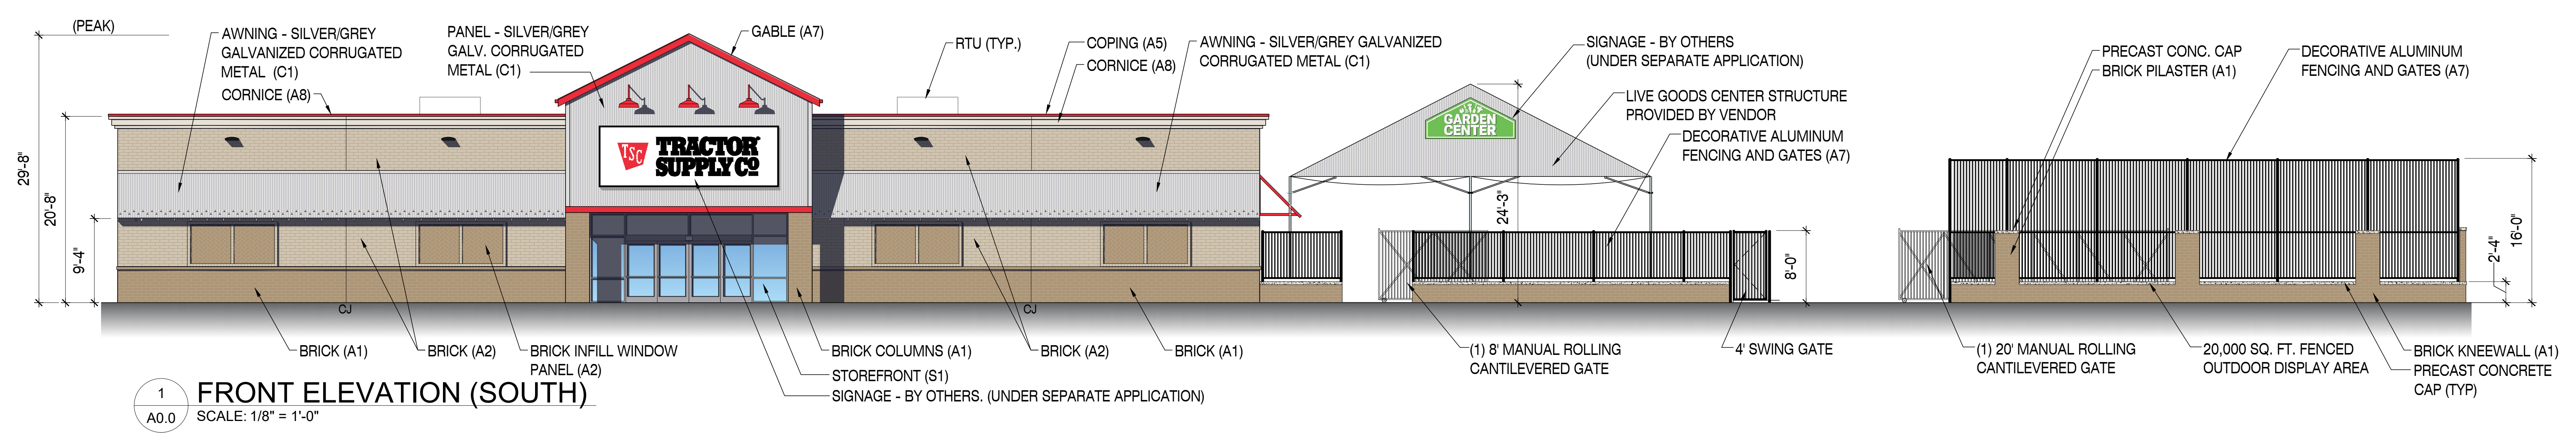 (PEAK)
AWNING - SILVER/GREY
GALVANIZED CORRUGATED
METAL (C1)
CORNICE (A8)
PANEL - SILVER/GREY
GALV. CORRUGATED
METAL (C1)
GABLE (A7)
RTU (TYP.)
COPING (A5)
CORNICE (A8)
AWNING - SILVER/GREY GALVANIZED
CORRUGATED METAL (C1)
SIGNAGE - BY OTHERS
(UNDER SEPARATE APPLICATION)
LIVE GOODS CENTER STRUCTURE
PROVIDED BY VENDOR
DECORATIVE ALUMINUM
FENCING AND GATES (A7)
PRECAST CONC. CAP
BRICK PILASTER (A1)
DECORATIVE ALUMINUM
FENCING AND GATES (A7)
29'-8"
20'-8"
9'-4"
TSC
TRACTOR
SUPPLY CO
GARDEN
CENTER
24'-3"
8'-0"
2'-4"
16'-0"
CJ
CJ
BRICK (A1)
BRICK (A2)
BRICK INFILL WINDOW
PANEL (A2)
BRICK COLUMNS (A1)
STOREFRONT (S1)
SIGNAGE - BY OTHERS. (UNDER SEPARATE APPLICATION)
BRICK (A2)
BRICK (A1)
(1) 8' MANUAL ROLLING
CANTILEVERED GATE
4' SWING GATE
(1) 20' MANUAL ROLLING
CANTILEVERED GATE
20,000 SQ. FT. FENCED
OUTDOOR DISPLAY AREA
BRICK KNEEWALL (A1)
PRECAST CONCRETE
CAP (TYP)
1
A0.0
FRONT ELEVATION (SOUTH)
SCALE: 1/8" = 1'-0"